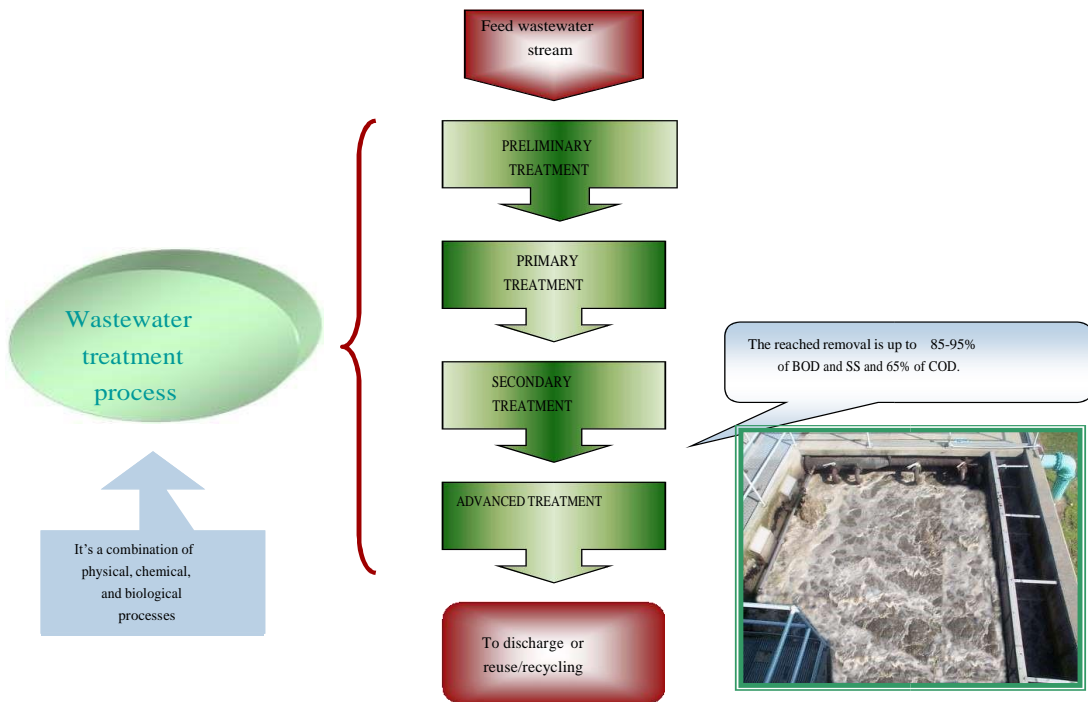 Feed wastewater
stream
PRELIMINARY
TREATMENT
PRIMARY
TREATMENT
Wastewater
treatment
process
The reached removal is up to 85-95%
of BOD and SS and 65% of COD.
SECONDARY
TREATMENT
ADVANCED TREATMENT
It’s a combination of
physical, chemical,
and biological
processes
To discharge or
reuse/recycling